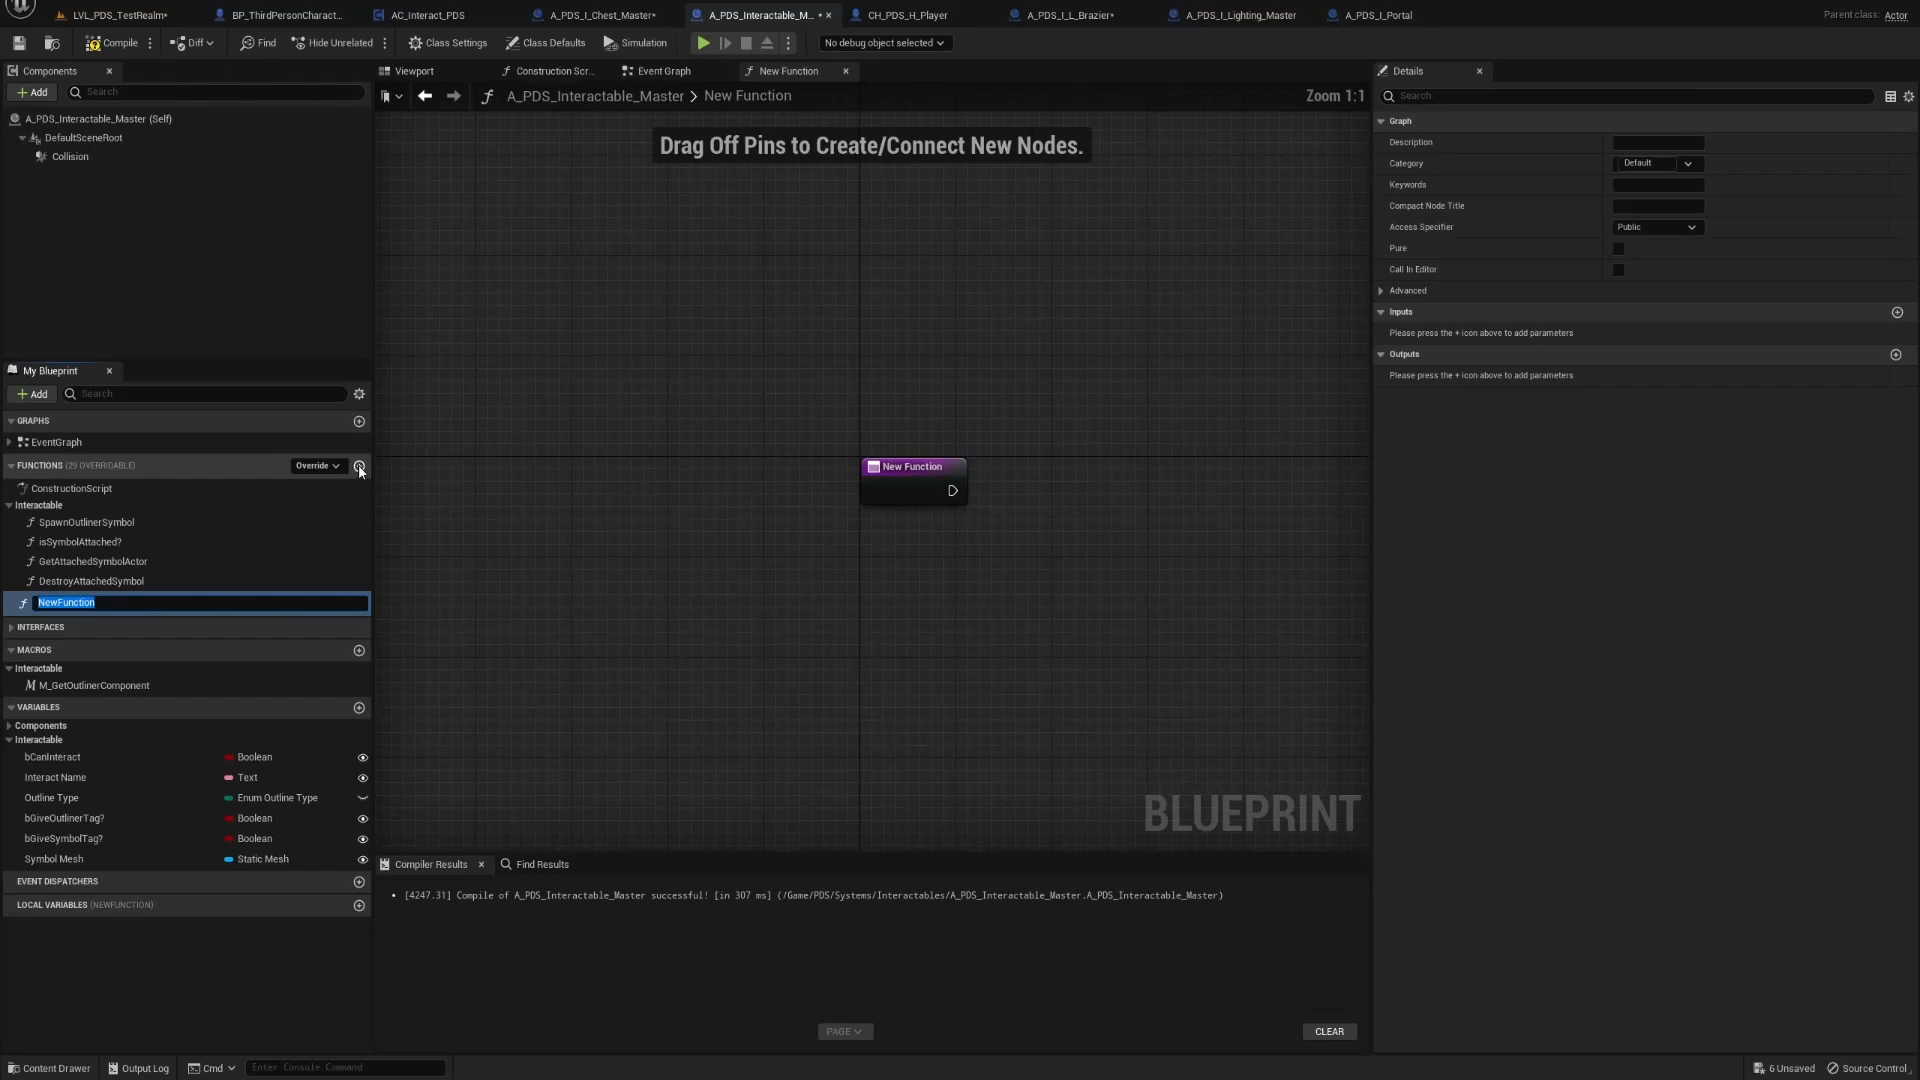 LVL_PDS_TestRealm*
BP_ThirdPersonCharact...
AC_Interact_PDS
A_PDS_I_Chest_Master*
A_PDS_Interactable_M... *
CH_PDS_H_Player
A_PDS_I_L_Brazier*
A_PDS_I_Lighting_Master
A_PDS_I_Portal
Parent class: Actor
Compile
Diff
Find
Hide Unrelated
Class Settings
Class Defaults
Simulation
No debug object selected
Components
+ Add
Search
A_PDS_Interactable_Master (Self)
DefaultSceneRoot
Collision
My Blueprint
+ Add
Search
GRAPHS
EventGraph
FUNCTIONS (29 OVERRIDABLE)
Override
ConstructionScript
Interactable
SpawnOutlinerSymbol
isSymbolAttached?
GetAttachedSymbolActor
DestroyAttachedSymbol
NewFunction
INTERFACES
MACROS
Interactable
M_GetOutlinerComponent
VARIABLES
Components
Interactable
bCanInteract Boolean
Interact Name Text
Outline Type Enum Outline Type
bGiveOutlinerTag? Boolean
bGiveSymbolTag? Boolean
Symbol Mesh Static Mesh
EVENT DISPATCHERS
LOCAL VARIABLES (NEWFUNCTION)
Viewport
Construction Scr...
Event Graph
New Function
A_PDS_Interactable_Master > New Function
Zoom 1:1
Drag Off Pins to Create/Connect New Nodes.
New Function
BLUEPRINT
Compiler Results
Find Results
[4247.31] Compile of A_PDS_Interactable_Master successful! [in 307 ms] (/Game/PDS/Systems/Interactables/A_PDS_Interactable_Master.A_PDS_Interactable_Master)
PAGE
CLEAR
Details
Search
Graph
Description
Category Default
Keywords
Compact Node Title
Access Specifier Public
Pure
Call In Editor
Advanced
Inputs
Please press the + icon above to add parameters
Outputs
Please press the + icon above to add parameters
Content Drawer
Output Log
Cmd
Enter Console Command
6 Unsaved
Source Control